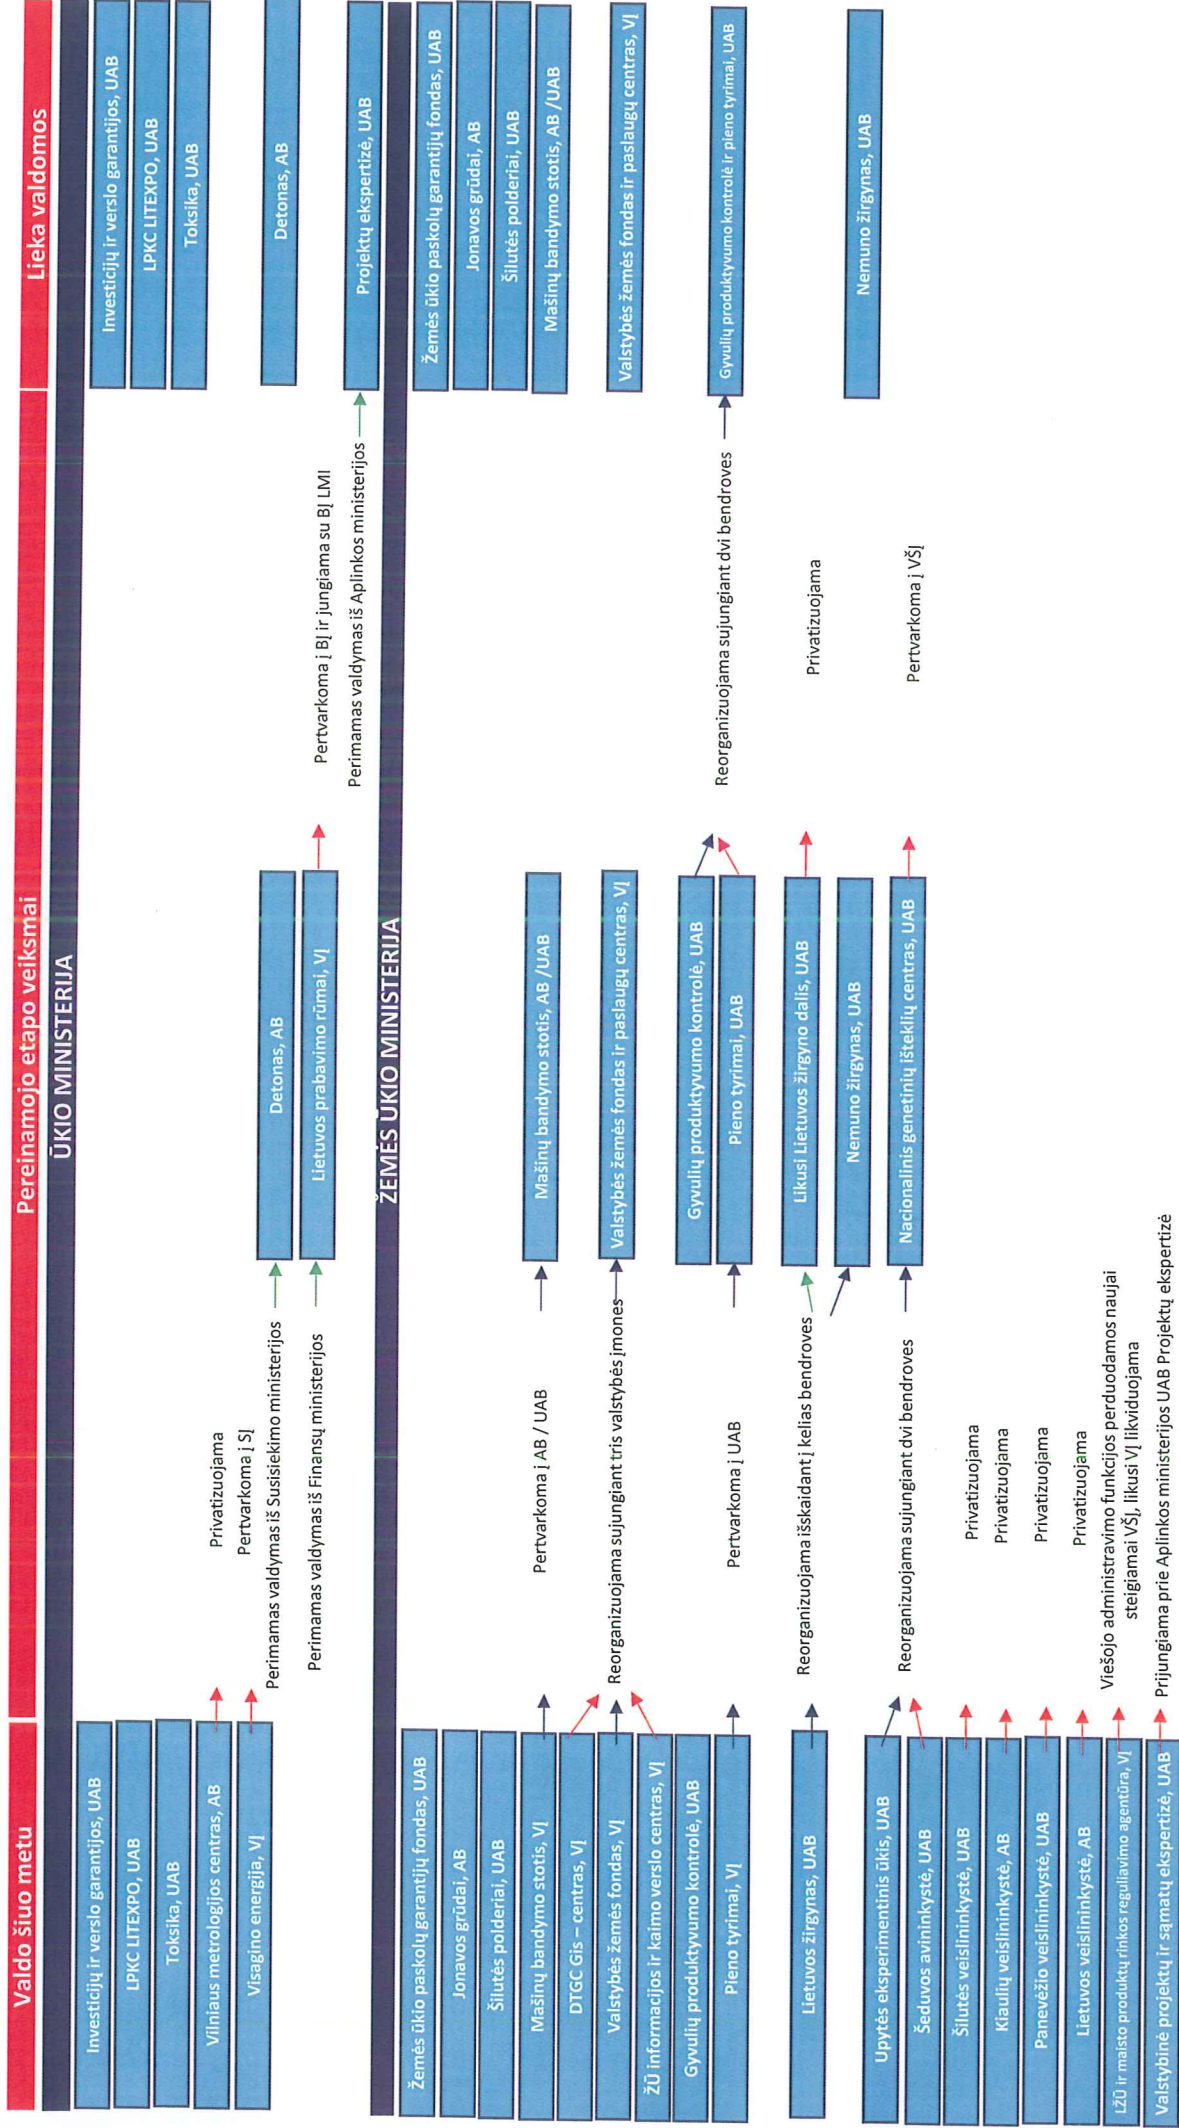 Valdo šiuo metu
Pereinamojo etapo veiksmai
Lieka valdomos
ŪKIO MINISTERIJA
Investicijų ir verslo garantijos, UAB
Investicijų ir verslo garantijos, UAB
LPKC LITEXPO, UAB
LPKC LITEXPO, UAB
Toksika, UAB
Toksika, UAB
Vilniaus metrologijos centras, AB
Privatizuojama
Visagino energija, VĮ
Pertvarkoma į SĮ
Perimamas valdymas iš Susisiekimo ministerijos
Detonas, AB
Detonas, AB
Perimamas valdymas iš Finansų ministerijos
Lietuvos prabavimo rūmai, VĮ
Pertvarkoma į BĮ ir jungiama su BĮ LMI
Perimamas valdymas iš Aplinkos ministerijos
Projektų ekspertizė, UAB
ŽEMĖS ŪKIO MINISTERIJA
Žemės ūkio paskolų garantijų fondas, UAB
Žemės ūkio paskolų garantijų fondas, UAB
Jonavos grūdai, AB
Jonavos grūdai, AB
Šilutės polderiai, UAB
Šilutės polderiai, UAB
Mašinų bandymo stotis, VĮ
Pertvarkoma į AB / UAB
Mašinų bandymo stotis, AB /UAB
Mašinų bandymo stotis, AB /UAB
DTGC Gis – centras, VĮ
Valstybės žemės fondas, VĮ
Reorganizuojama sujungiant tris valstybės įmones
Valstybės žemės fondas ir paslaugų centras, VĮ
Valstybės žemės fondas ir paslaugų centras, VĮ
ŽŪ informacijos ir kaimo verslo centras, VĮ
Gyvulių produktyvumo kontrolė, UAB
Gyvulių produktyvumo kontrolė, UAB
Reorganizuojama sujungiant dvi bendroves
Gyvulių produktyvumo kontrolė ir pieno tyrimai, UAB
Pieno tyrimai, VĮ
Pertvarkoma į UAB
Pieno tyrimai, UAB
Lietuvos žirgynas, UAB
Reorganizuojama išskaidant į kelias bendroves
Likusi Lietuvos žirgyno dalis, UAB
Privatizuojama
Nemuno žirgynas, UAB
Nemuno žirgynas, UAB
Upytės eksperimentinis ūkis, UAB
Reorganizuojama sujungiant dvi bendroves
Nacionalinis genetinių išteklių centras, UAB
Pertvarkoma į VŠĮ
Šeduvos avininkystė, UAB
Šilutės veislininkystė, UAB
Privatizuojama
Kiaulių veislininkystė, AB
Privatizuojama
Panevėžio veislininkystė, UAB
Privatizuojama
Lietuvos veislininkystė, AB
Privatizuojama
LŽŪ ir maisto produktų rinkos reguliavimo agentūra, VĮ
Viešojo administravimo funkcijos perduodamos naujai
steigiamai VŠĮ, likusi VĮ likviduojama
Valstybinė projektų ir sąmatų ekspertizė, UAB
Prijungiama prie Aplinkos ministerijos UAB Projektų ekspertizė